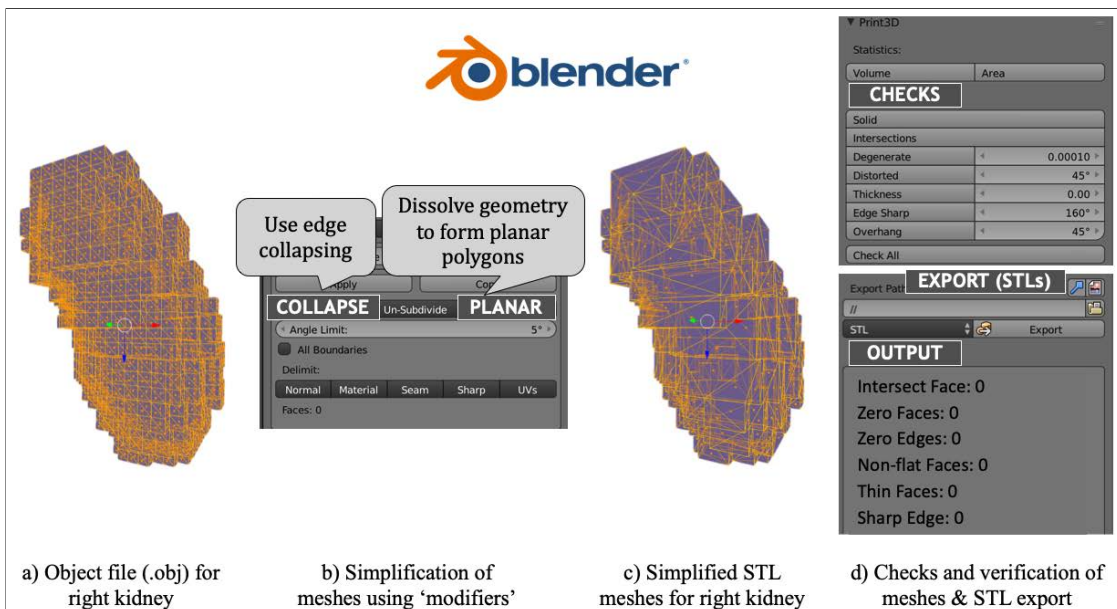 blender®
Use edge
collapsing
Dissolve geometry
to form planar
polygons
Apply
COLLAPSE
Un-Subdivide
PLANAR
Angle Limit: 5°
All Boundaries
Delimit:
Normal Material Seam Sharp UVs
Faces: 0
Print3D
Statistics:
Volume Area
CHECKS
Solid
Intersections
Degenerate 0.00010
Distorted 45°
Thickness 0.00
Edge Sharp 160°
Overhang 45°
Check All
EXPORT (STLs)
//
STL Export
OUTPUT
Intersect Face: 0
Zero Faces: 0
Zero Edges: 0
Non-flat Faces: 0
Thin Faces: 0
Sharp Edge: 0
a) Object file (.obj) for
right kidney
b) Simplification of
meshes using ‘modifiers’
c) Simplified STL
meshes for right kidney
d) Checks and verification of
meshes & STL export